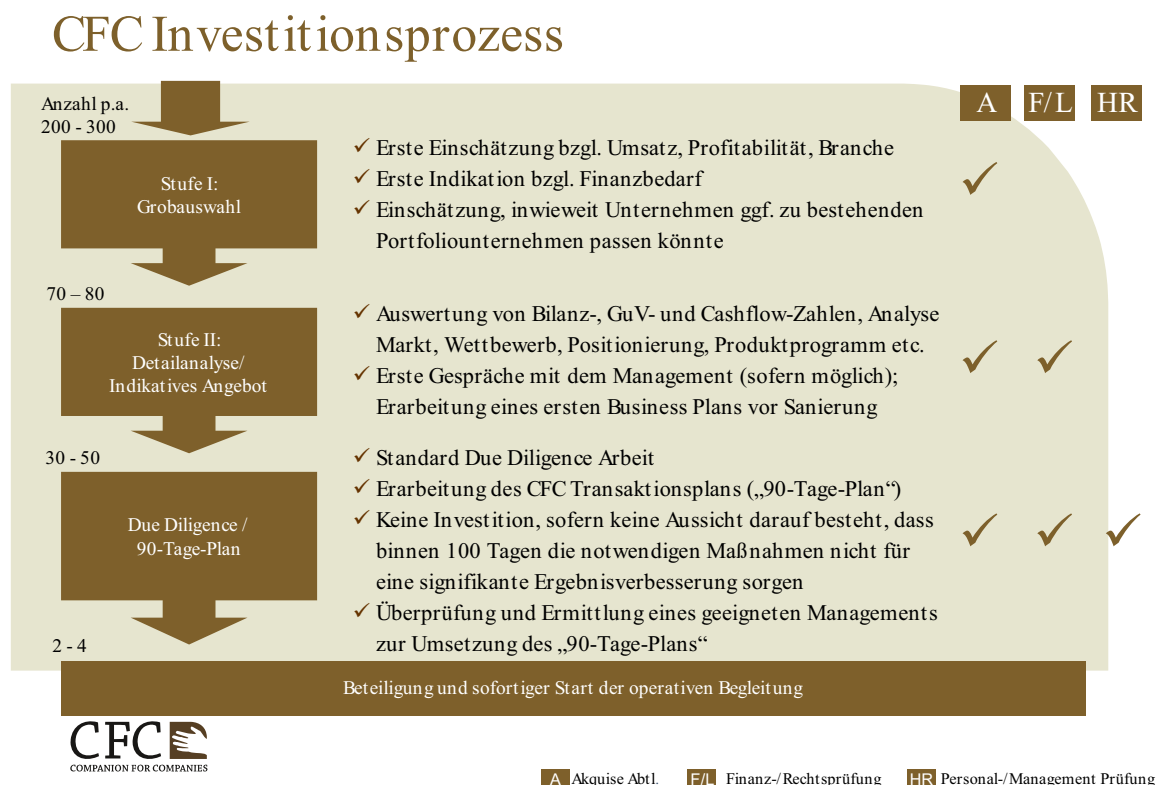 CFC Investitionsprozess
A F/L HR
Anzahl p.a.
200 - 300
Stufe I:
Grobauswahl
✓ Erste Einschätzung bzgl. Umsatz, Profitabilität, Branche
✓ Erste Indikation bzgl. Finanzbedarf
✓ Einschätzung, inwieweit Unternehmen ggf. zu bestehenden
Portfoliounternehmen passen könnte
70 – 80
Stufe II:
Detailanalyse/
Indikatives Angebot
✓ Auswertung von Bilanz-, GuV- und Cashflow-Zahlen, Analyse
Markt, Wettbewerb, Positionierung, Produktprogramm etc.
✓ Erste Gespräche mit dem Management (sofern möglich);
Erarbeitung eines ersten Business Plans vor Sanierung
30 - 50
Due Diligence /
90-Tage-Plan
✓ Standard Due Diligence Arbeit
✓ Erarbeitung des CFC Transaktionsplans („90-Tage-Plan“)
✓ Keine Investition, sofern keine Aussicht darauf besteht, dass
binnen 100 Tagen die notwendigen Maßnahmen nicht für
eine signifikante Ergebnisverbesserung sorgen
✓ Überprüfung und Ermittlung eines geeigneten Managements
zur Umsetzung des „90-Tage-Plans“
2 - 4
Beteiligung und sofortiger Start der operativen Begleitung
CFC
COMPANION FOR COMPANIES
A Akquise Abtl. F/L Finanz-/Rechtsprüfung HR Personal-/Management Prüfung